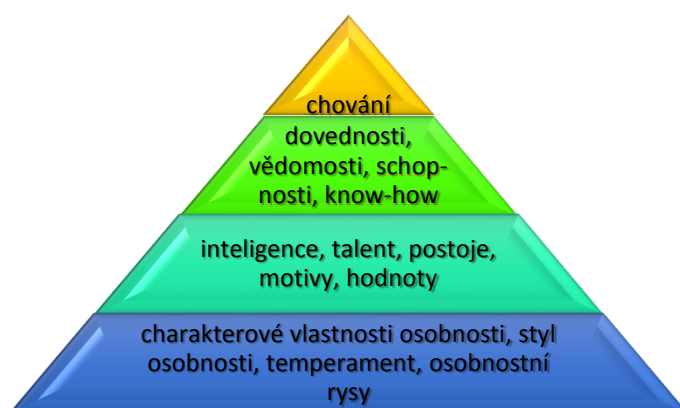 chování
dovednosti,
vědomosti, schop-
nosti, know-how
inteligence, talent, postoje,
motivy, hodnoty
charakterové vlastnosti osobnosti, styl
osobnosti, temperament, osobnostní
rysy